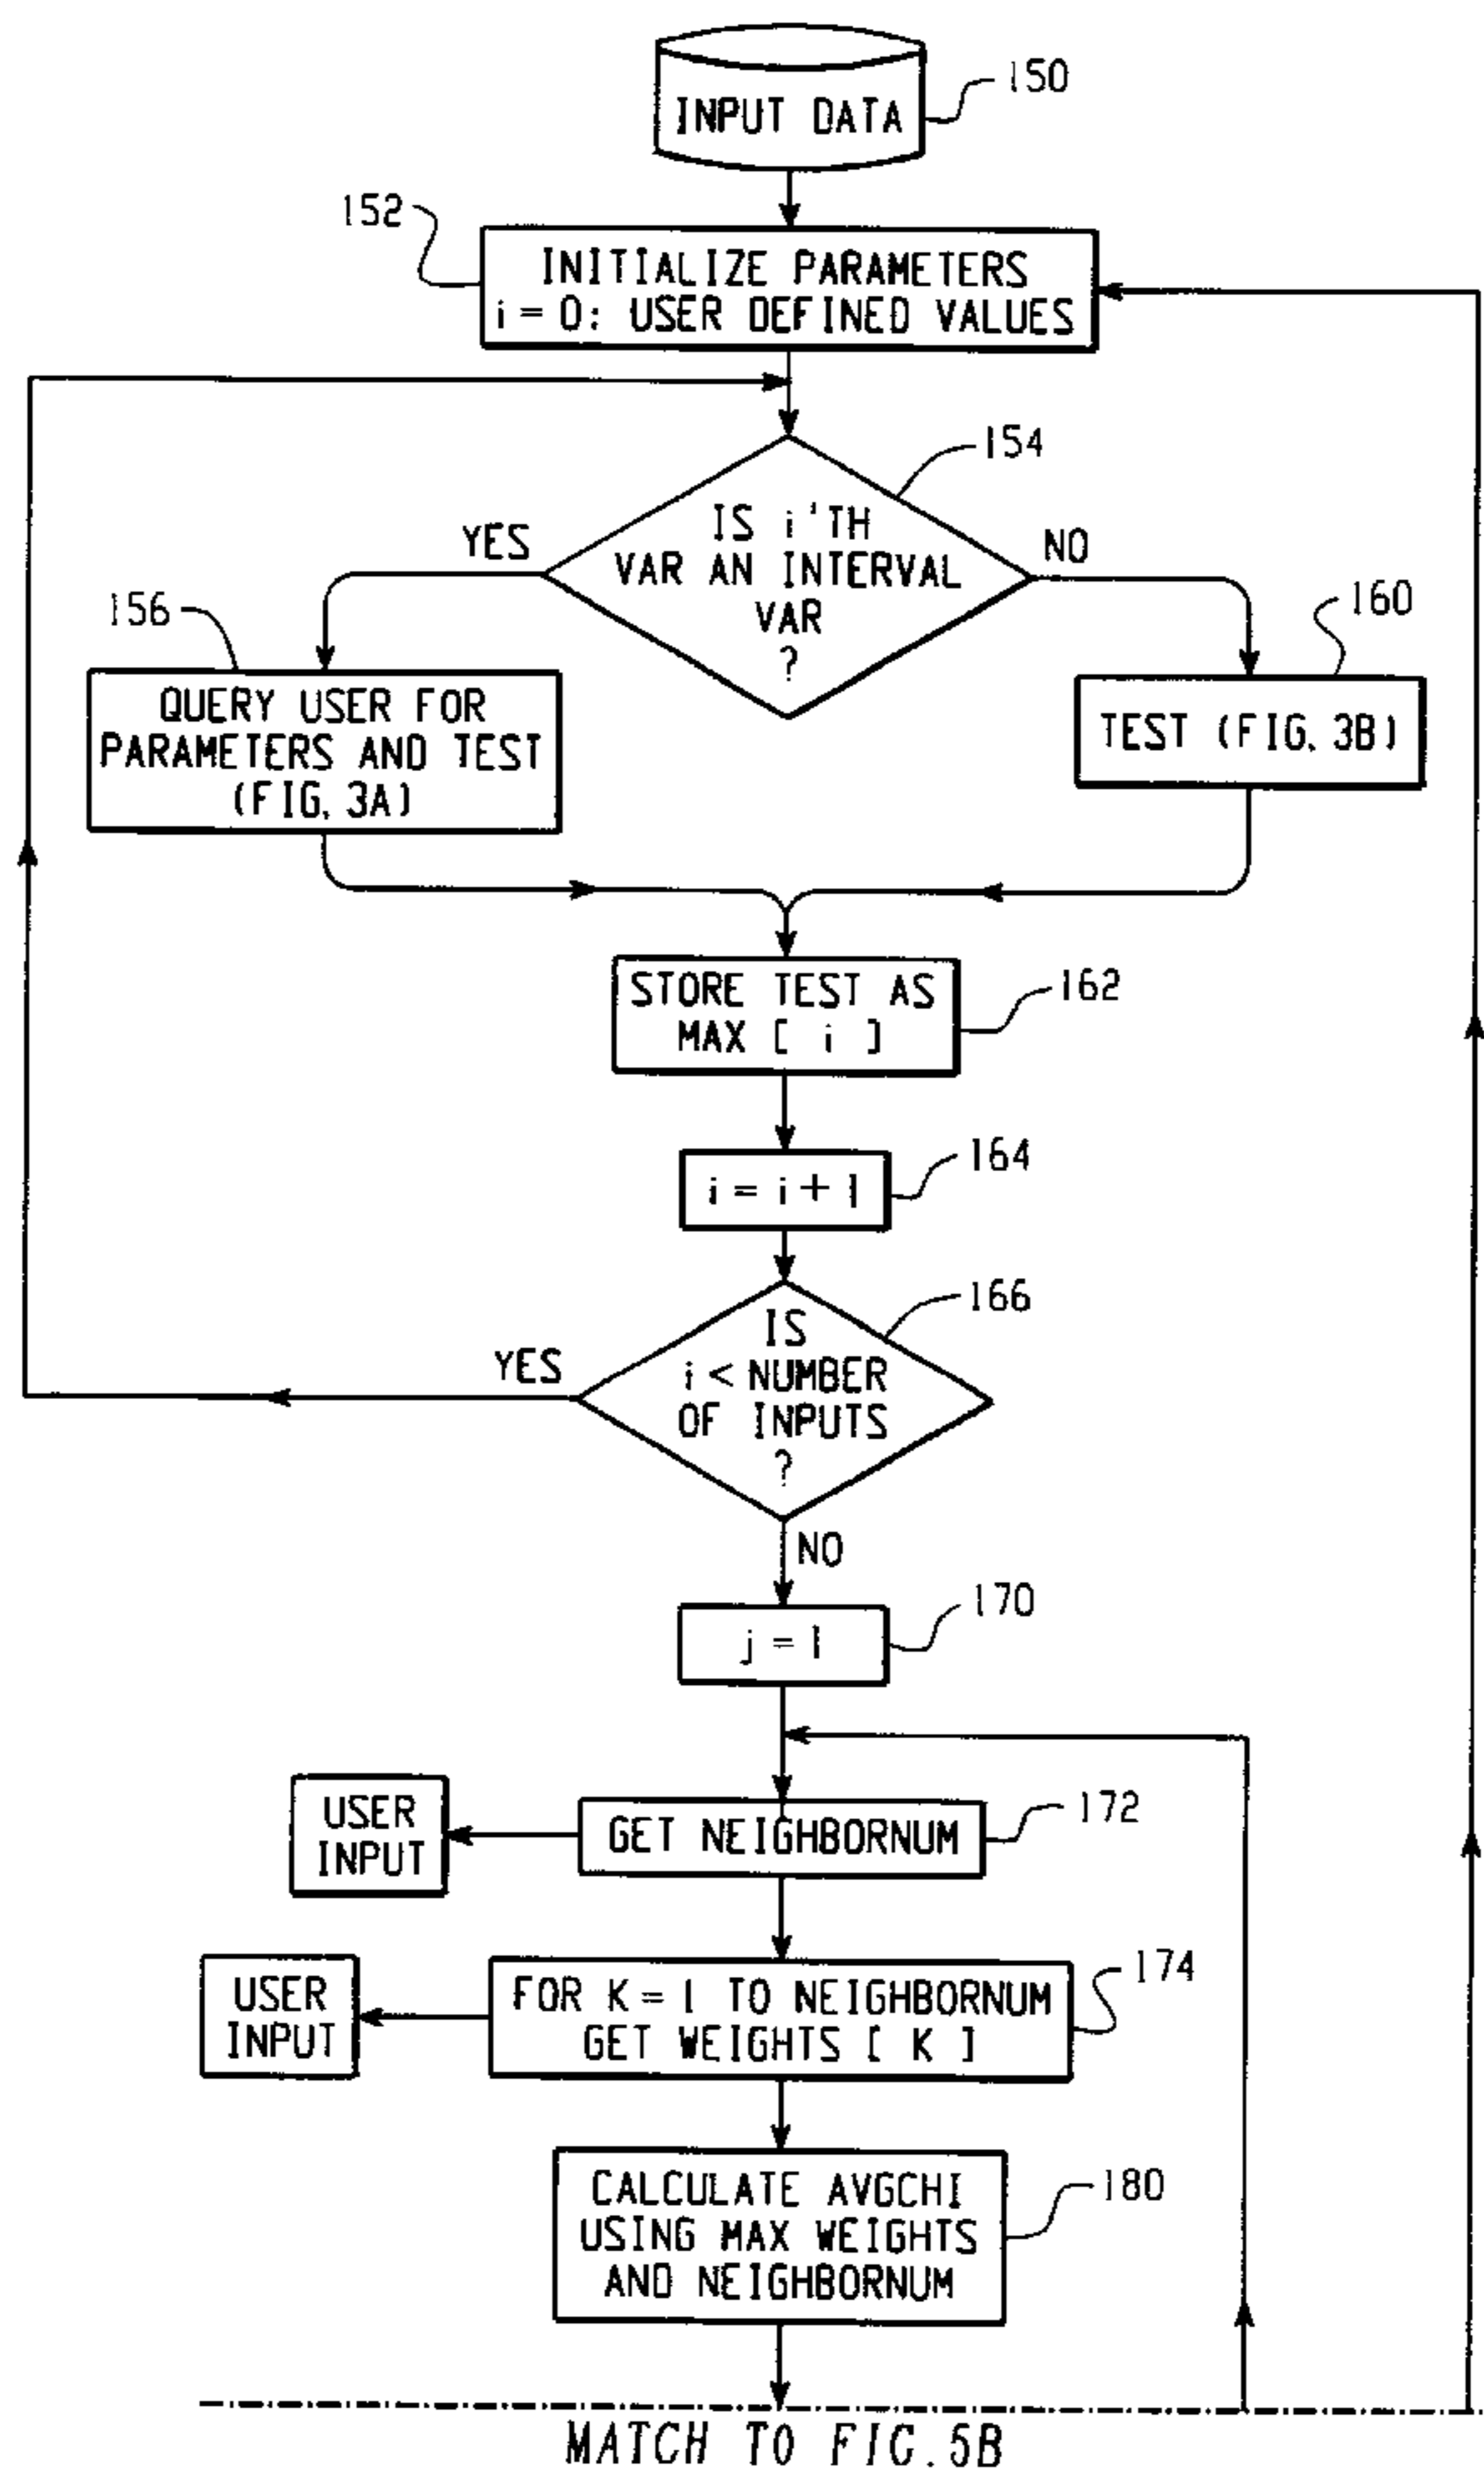 INPUT DATA
150
152
INITIALIZE PARAMETERS
i = 0: USER DEFINED VALUES
154
IS i'TH
VAR AN INTERVAL
VAR
?
YES
NO
156
QUERY USER FOR
PARAMETERS AND TEST
(FIG. 3A)
160
TEST (FIG. 3B)
STORE TEST AS
MAX [ i ]
162
i = i + 1
164
IS
i < NUMBER
OF INPUTS
?
166
YES
NO
j = 1
170
USER
INPUT
GET NEIGHBORNUM
172
USER
INPUT
FOR K = 1 TO NEIGHBORNUM
GET WEIGHTS [ K ]
174
CALCULATE AVGCHI
USING MAX WEIGHTS
AND NEIGHBORNUM
180
MATCH TO FIG. 5B